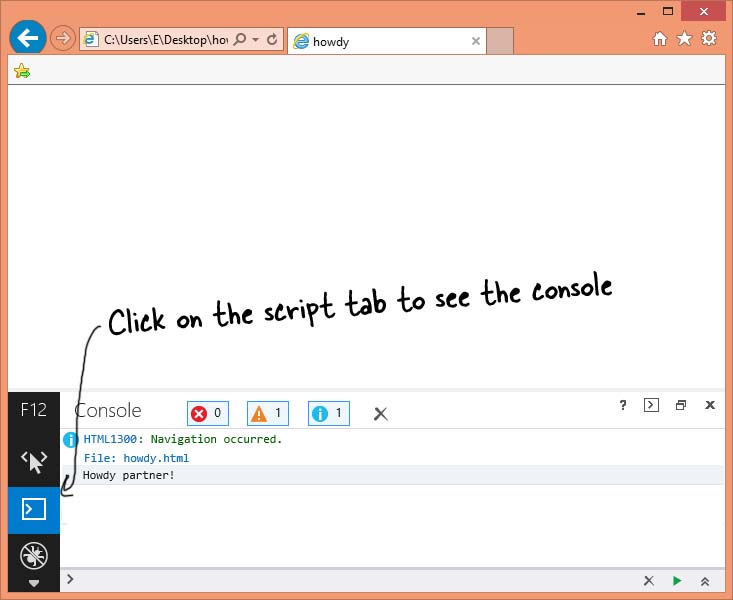 C:\Users\E\Desktop\ho
howdy
Click on the script tab to see the console
F12
Console
0
1
1
?
HTML1300: Navigation occurred.
File: howdy.html
Howdy partner!